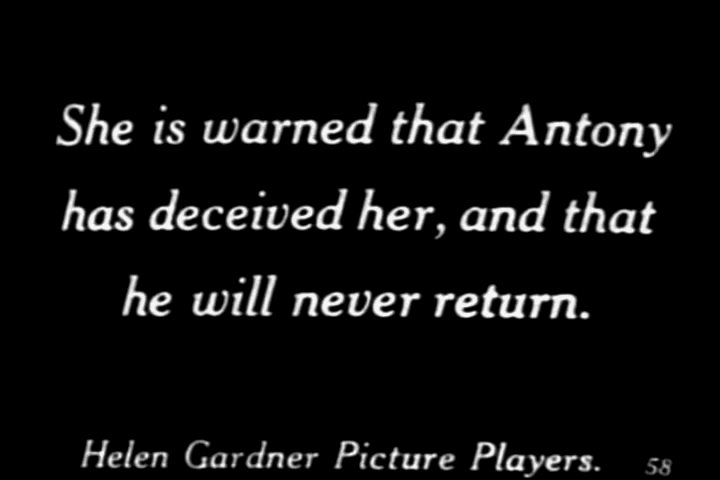 She is warned that Antony
has deceived her, and that
he will never return.
Helen Gardner Picture Players. 58